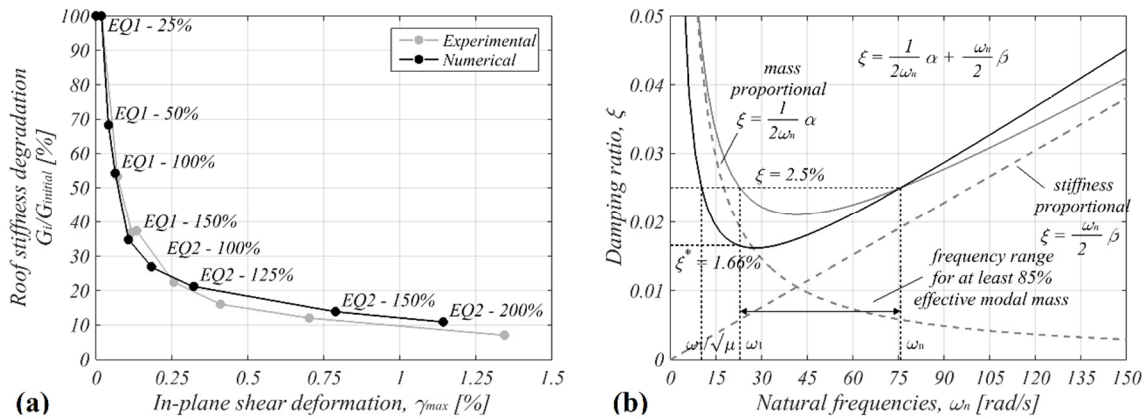 Roof stiffness degradation
Gi/Ginitial [%]
100
90
80
70
60
50
40
30
20
10
0
EQ1 - 25%
EQ1 - 50%
EQ1 - 100%
EQ1 - 150%
EQ2 - 100%
EQ2 - 125%
EQ2 - 150%
EQ2 - 200%
Experimental
Numerical
0 0.25 0.5 0.75 1 1.25 1.5
(a) In-plane shear deformation, γmax [%]
Damping ratio, ξ
0.05
0.04
0.03
0.02
0.01
0
mass
proportional
ξ = 1/2ωn α
ξ = 1/2ωn α + ωn/2 β
ξ = 2.5%
stiffness
proportional
ξ = ωn/2 β
ξ* = 1.66%
frequency range
for at least 85%
effective modal mass
ω1/√μ ω1 ωn
0 15 30 45 60 75 90 105 120 135 150
(b) Natural frequencies, ωn [rad/s]